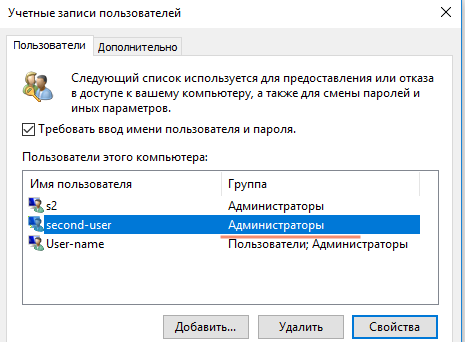 Учетные записи пользователей
Пользователи
Дополнительно
Следующий список используется для предоставления или отказа
в доступе к вашему компьютеру, а также для смены паролей и
иных параметров.
Требовать ввод имени пользователя и пароля.
Пользователи этого компьютера:
Имя пользователя Группа
s2 Администраторы
second-user Администраторы
User-name Пользователи; Администраторы
Добавить... Удалить Свойства